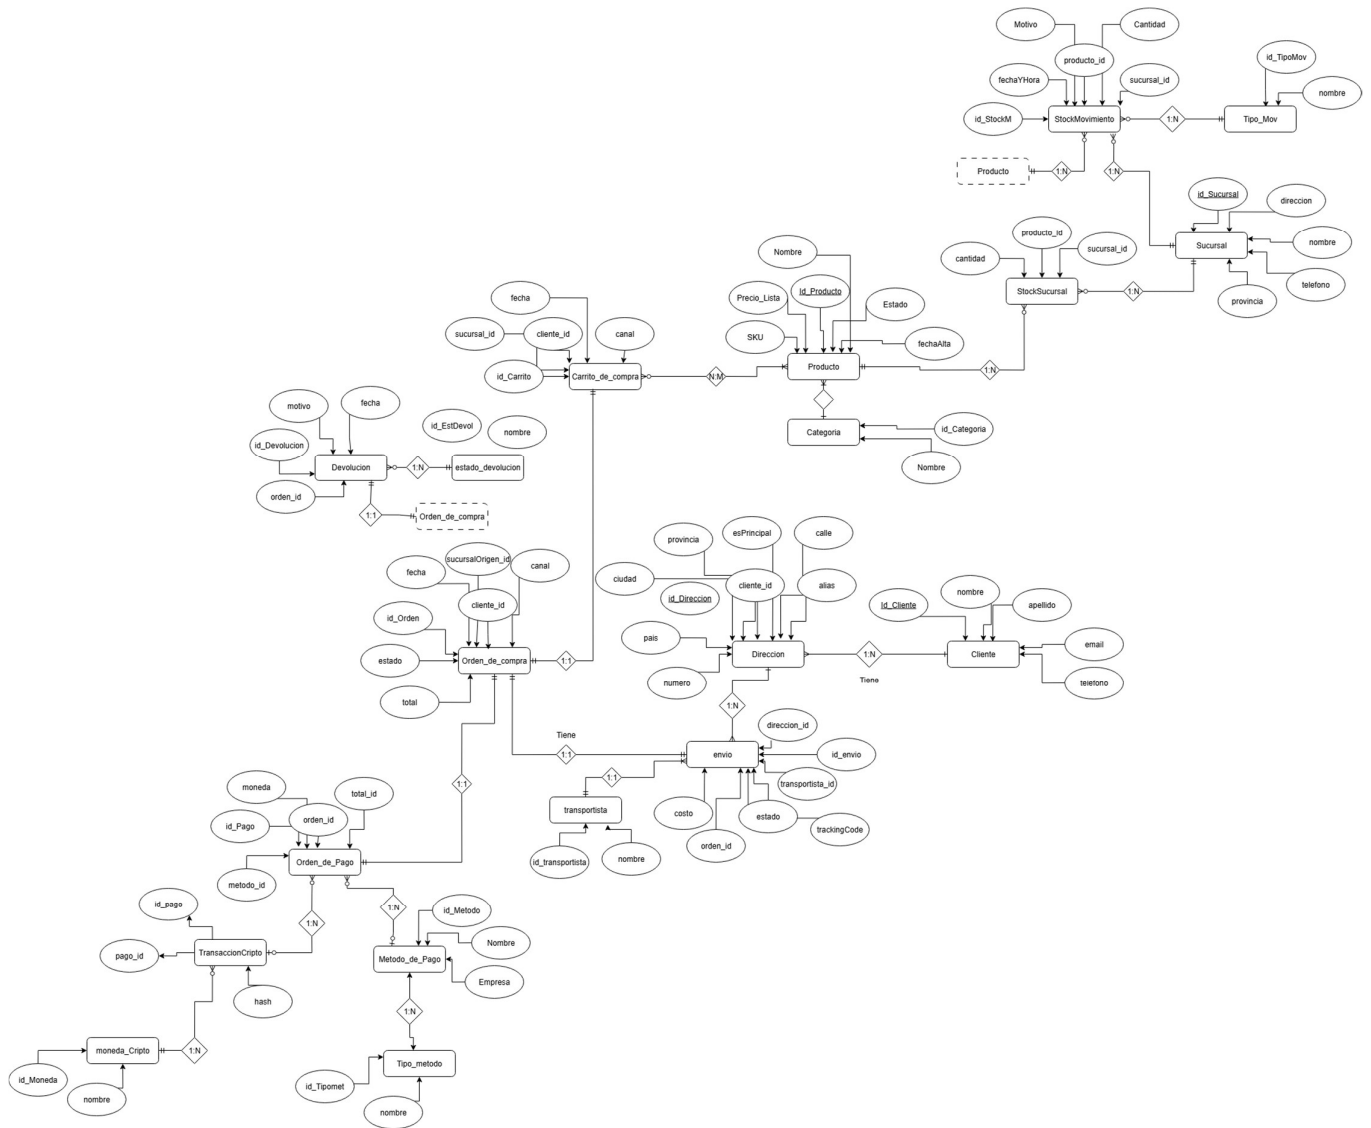 Motivo
Cantidad
producto_id
id_TipoMov
fechaYHora
sucursal_id
nombre
id_StockM
StockMovimiento
1:N
Tipo_Mov
Producto
1:N
1:N
id_Sucursal
direccion
producto_id
sucursal_id
Sucursal
nombre
Nombre
cantidad
telefono
StockSucursal
1:N
provincia
fecha
Precio_Lista
Id_Producto
Estado
sucursal_id
cliente_id
canal
SKU
fechaAlta
id_Carrito
Carrito_de_compra
N:M
Producto
1:N
motivo
fecha
id_EstDevol
nombre
Categoria
id_Categoria
id_Devolucion
Devolucion
1:N
estado_devolucion
Nombre
orden_id
1:1
Orden_de_compra
provincia
esPrincipal
calle
sucursalOrigen_id
fecha
canal
ciudad
cliente_id
alias
id_Direccion
cliente_id
Id_Cliente
nombre
apellido
id_Orden
pais
email
estado
Orden_de_compra
1:1
Direccion
1:N
Cliente
numero
Tiene
telefono
total
1:N
direccion_id
Tiene
1:1
envio
id_envio
1:1
transportista_id
moneda
total_id
1:1
transportista
costo
estado
trackingCode
id_Pago
orden_id
orden_id
id_transportista
nombre
Orden_de_Pago
metodo_id
id_pago
1:N
1:N
id_Metodo
Nombre
pago_id
TransaccionCripto
Metodo_de_Pago
Empresa
hash
1:N
moneda_Cripto
1:N
Tipo_metodo
id_Moneda
id_Tipomet
nombre
nombre